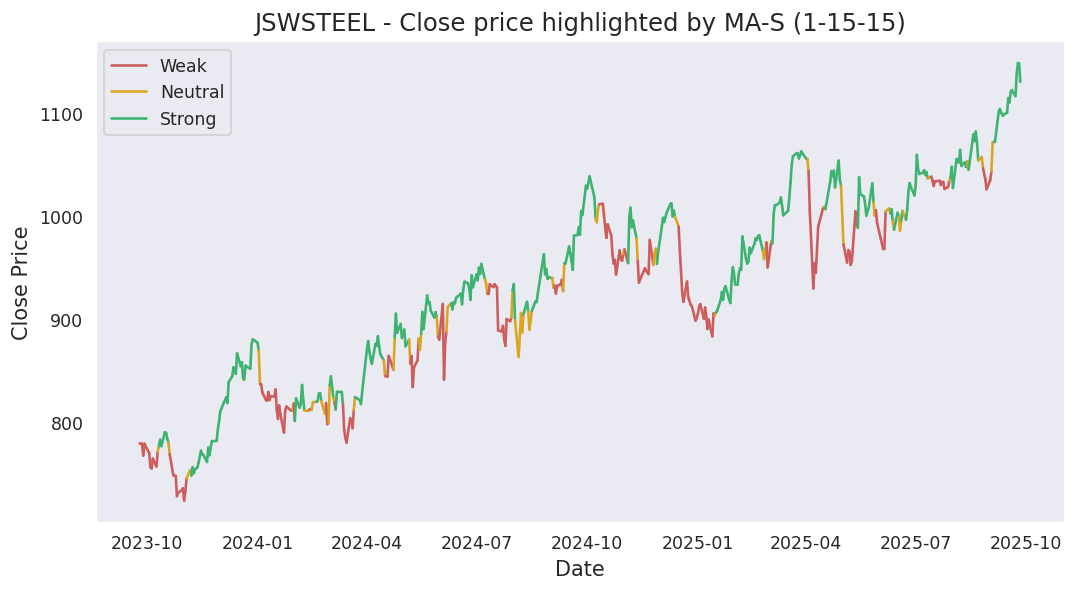 JSWSTEEL - Close price highlighted by MA-S (1-15-15)
Weak
Neutral
Strong
Close Price
1100
1000
900
800
2023-10 2024-01 2024-04 2024-07 2024-10 2025-01 2025-04 2025-07 2025-10
Date